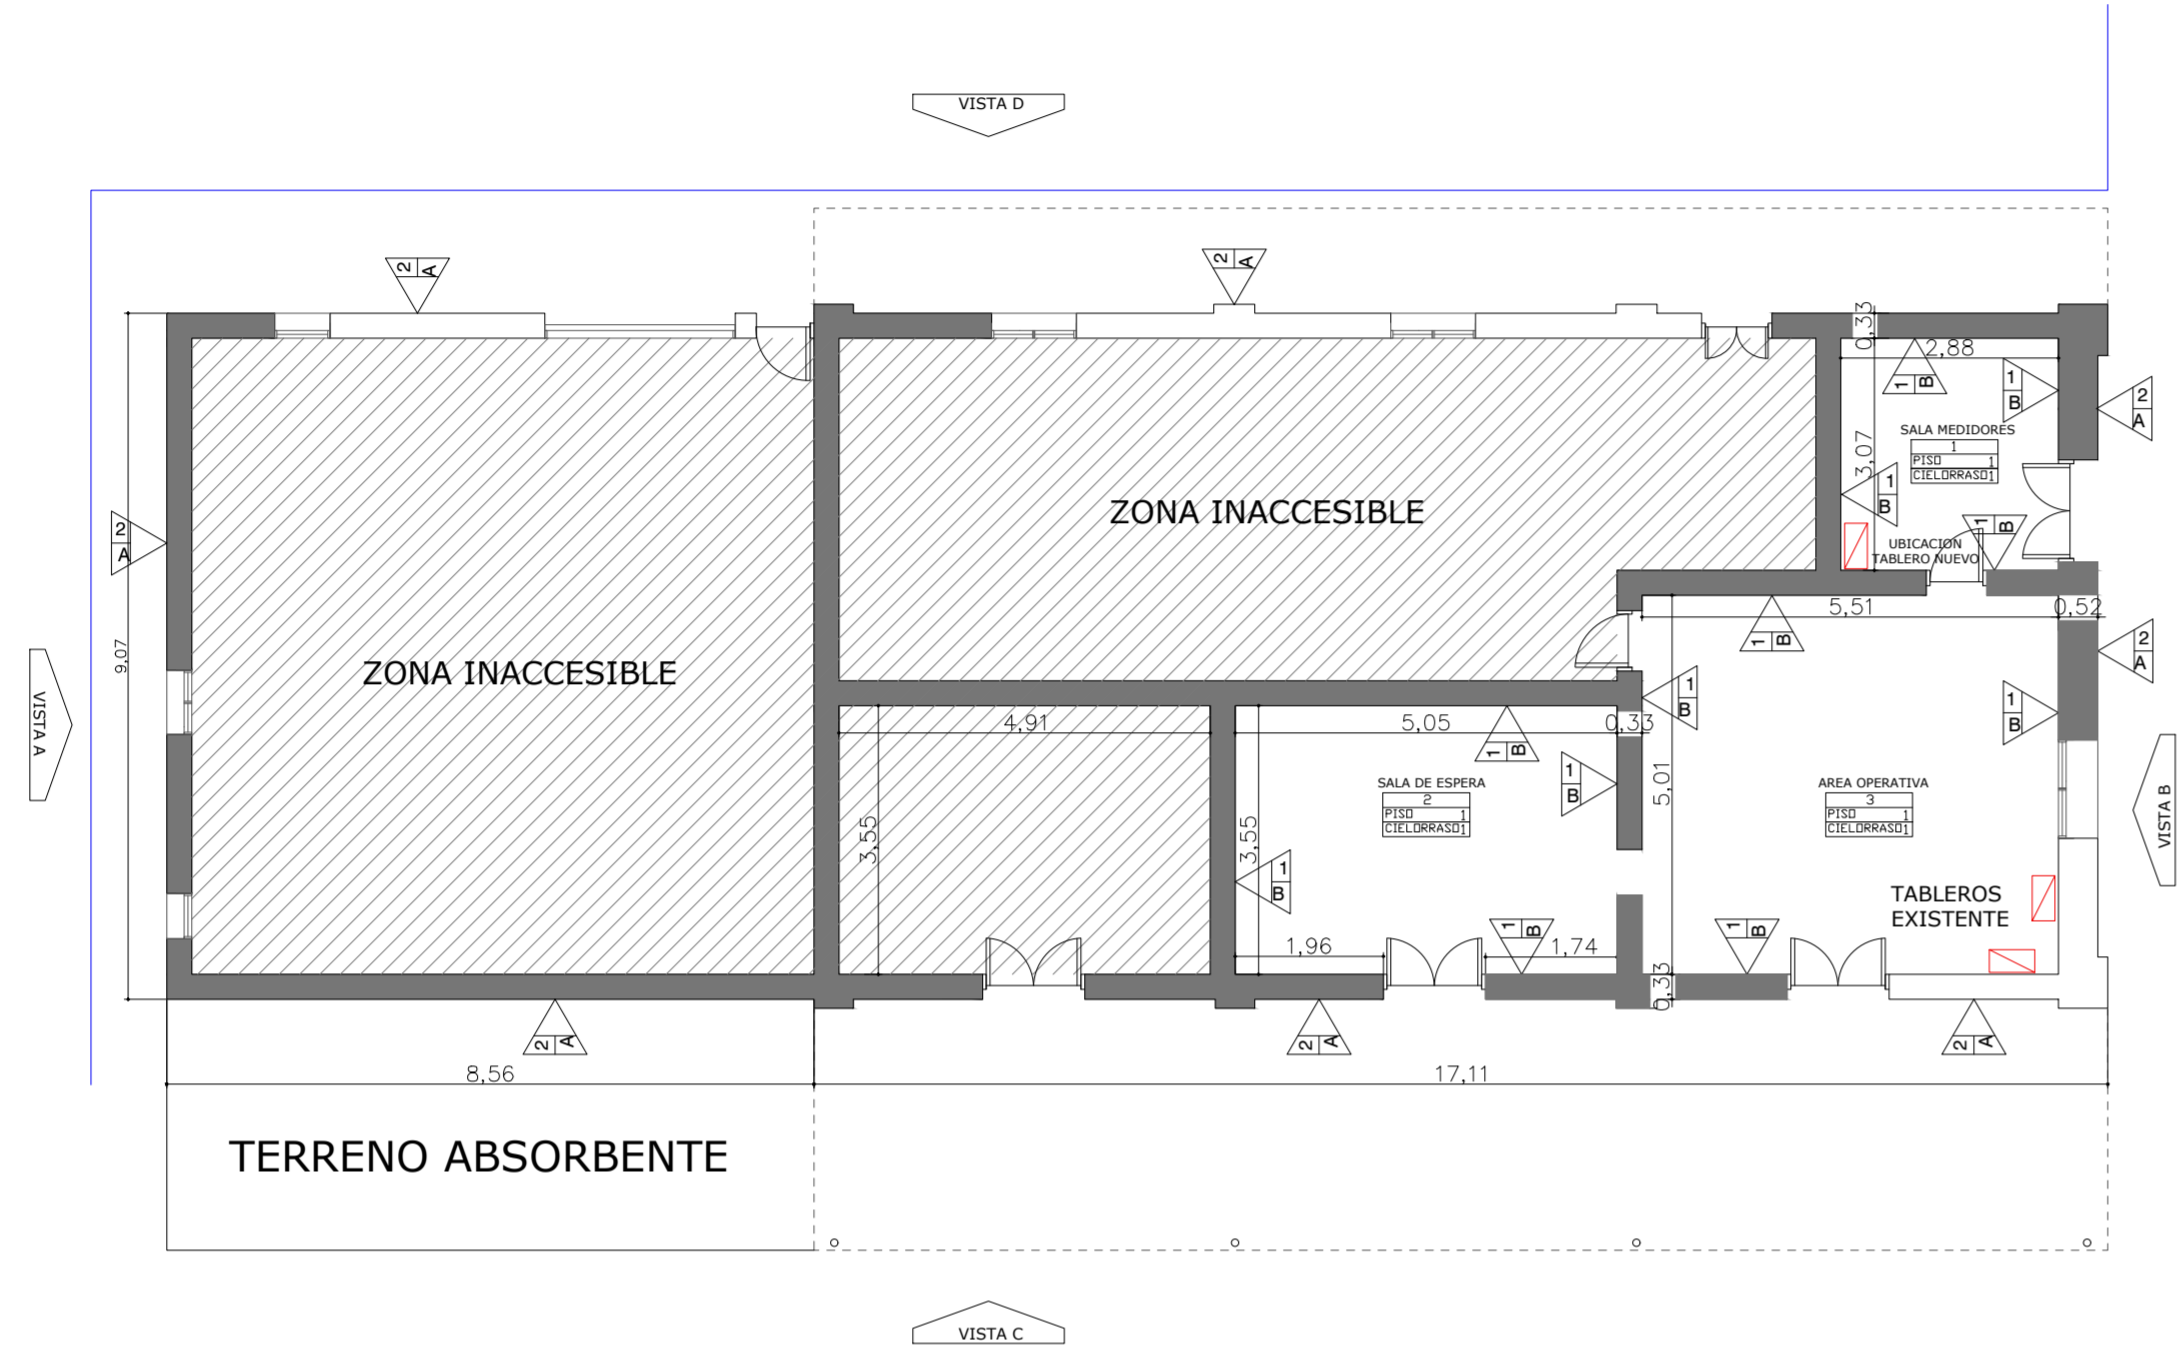 VISTA D
2 A
2 A
0,33
2,88
1 B
1 B
2 A
SALA MEDIDORES
1
PISO 1
CIELORRASO 1
3,07
1 B
ZONA INACCESIBLE
2 A
1 B
UBICACION
TABLERO NUEVO
5,51
0,52
1 B
2 A
9,07
ZONA INACCESIBLE
1 B
1 B
VISTA A
4,91
5,05
0,33
1 B
1 B
SALA DE ESPERA
2
PISO 1
CIELORRASO 1
5,01
AREA OPERATIVA
3
PISO 1
CIELORRASO 1
VISTA B
3,55
3,55
1 B
TABLEROS
EXISTENTE
1,96
1 B
1,74
1 B
0,33
2 A
2 A
2 A
8,56
17,11
TERRENO ABSORBENTE
VISTA C